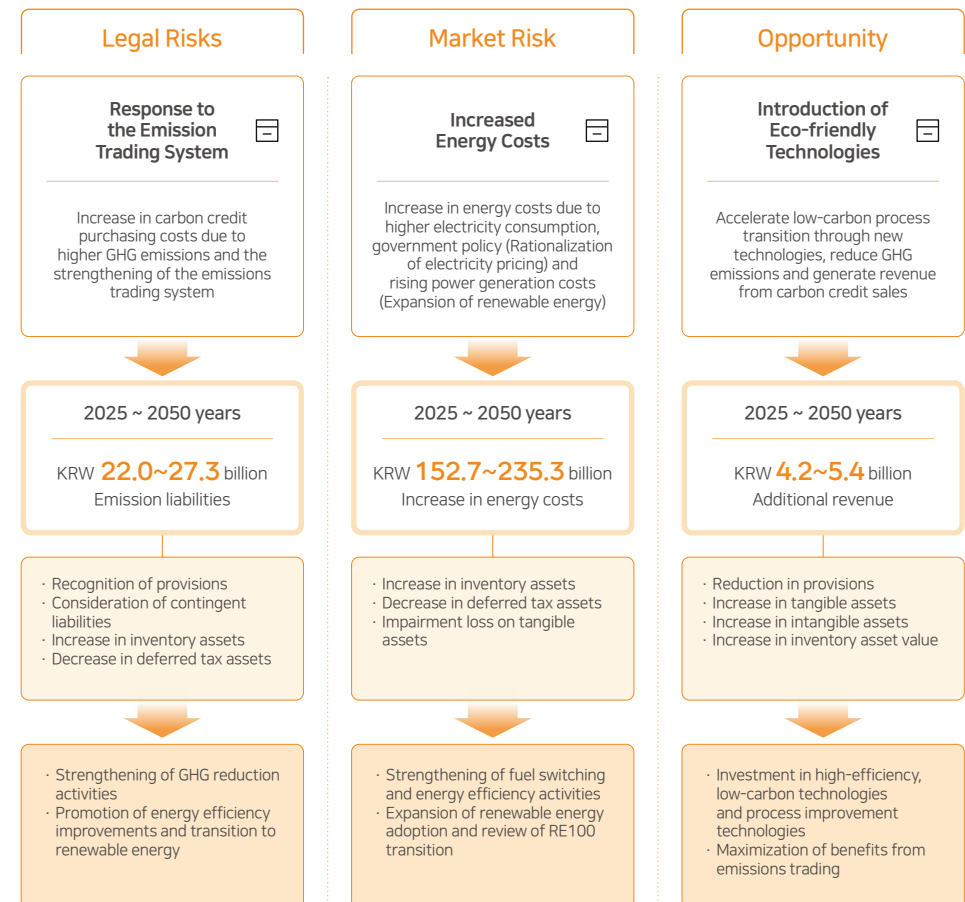 Legal Risks
Response to
the Emission
Trading System
Increase in carbon credit
purchasing costs due to
higher GHG emissions and the
strengthening of the emissions
trading system
2025 ~ 2050 years
KRW 22.0~27.3 billion
Emission liabilities
· Recognition of provisions
· Consideration of contingent
liabilities
· Increase in inventory assets
· Decrease in deferred tax assets
· Strengthening of GHG reduction
activities
· Promotion of energy efficiency
improvements and transition to
renewable energy
Market Risk
Increased
Energy Costs
Increase in energy costs due to
higher electricity consumption,
government policy (Rationalization
of electricity pricing) and
rising power generation costs
(Expansion of renewable energy)
2025 ~ 2050 years
KRW 152.7~235.3 billion
Increase in energy costs
· Increase in inventory assets
· Decrease in deferred tax assets
· Impairment loss on tangible
assets
· Strengthening of fuel switching
and energy efficiency activities
· Expansion of renewable energy
adoption and review of RE100
transition
Opportunity
Introduction of
Eco-friendly
Technologies
Accelerate low-carbon process
transition through new
technologies, reduce GHG
emissions and generate revenue
from carbon credit sales
2025 ~ 2050 years
KRW 4.2~5.4 billion
Additional revenue
· Reduction in provisions
· Increase in tangible assets
· Increase in intangible assets
· Increase in inventory asset value
· Investment in high-efficiency,
low-carbon technologies
and process improvement
technologies
· Maximization of benefits from
emissions trading